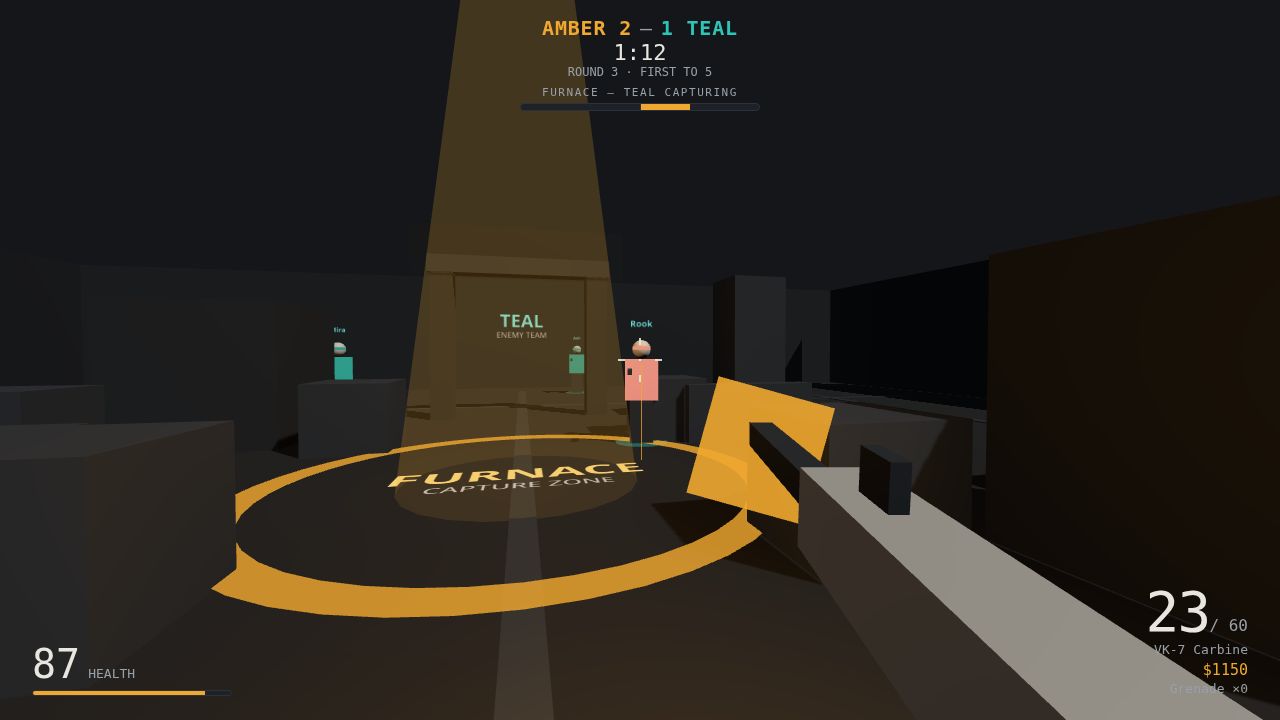 AMBER 2 — 1 TEAL
1:12
ROUND 3 · FIRST TO 5
FURNACE — TEAL CAPTURING
TEAL
ENEMY TEAM
Rook
FURNACE
CAPTURE ZONE
87 HEALTH
23 / 60
VK-7 Carbine
$1150
Grenade ×0